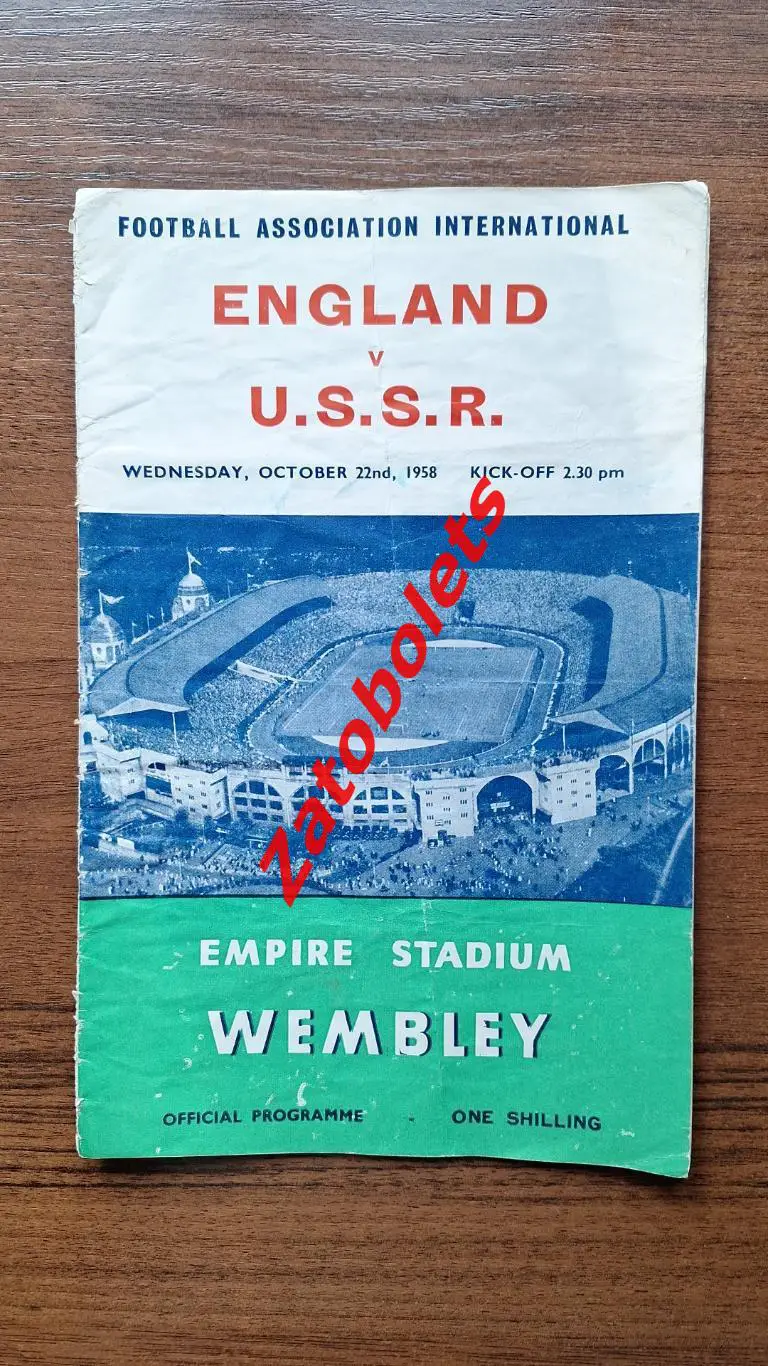 FOOTBALL ASSOCIATION INTERNATIONAL
ENGLAND
v
U.S.S.R.
WEDNESDAY, OCTOBER 22nd, 1958 KICK-OFF 2.30 pm
Zatobolets
EMPIRE STADIUM
WEMBLEY
OFFICIAL PROGRAMME - ONE SHILLING